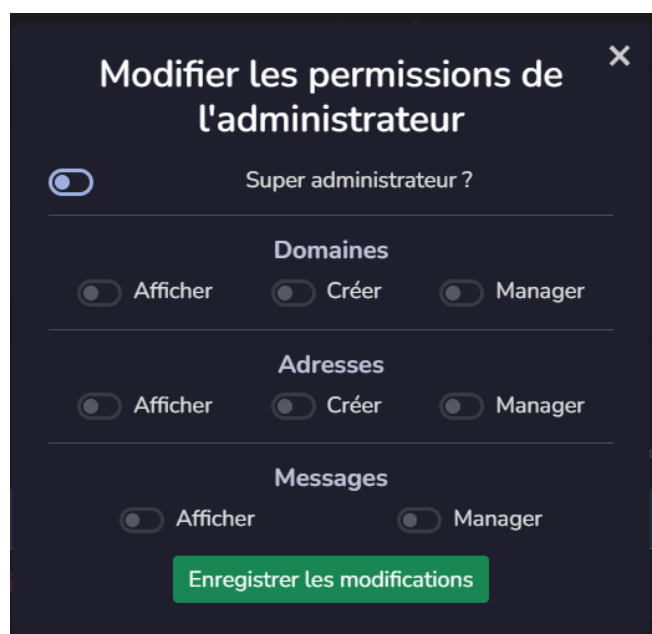 Modifier les permissions de
l'administrateur
Super administrateur ?
Domaines
Afficher Créer Manager
Adresses
Afficher Créer Manager
Messages
Afficher Manager
Enregistrer les modifications